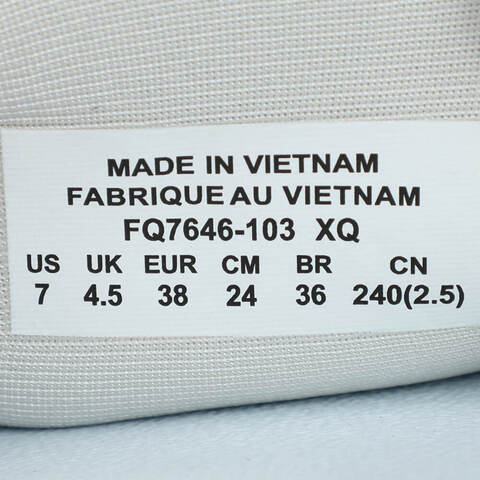 MADE IN VIETNAM
FABRIQUE AU VIETNAM
FQ7646-103 XQ
US UK EUR CM BR CN
7 4.5 38 24 36 240(2.5)